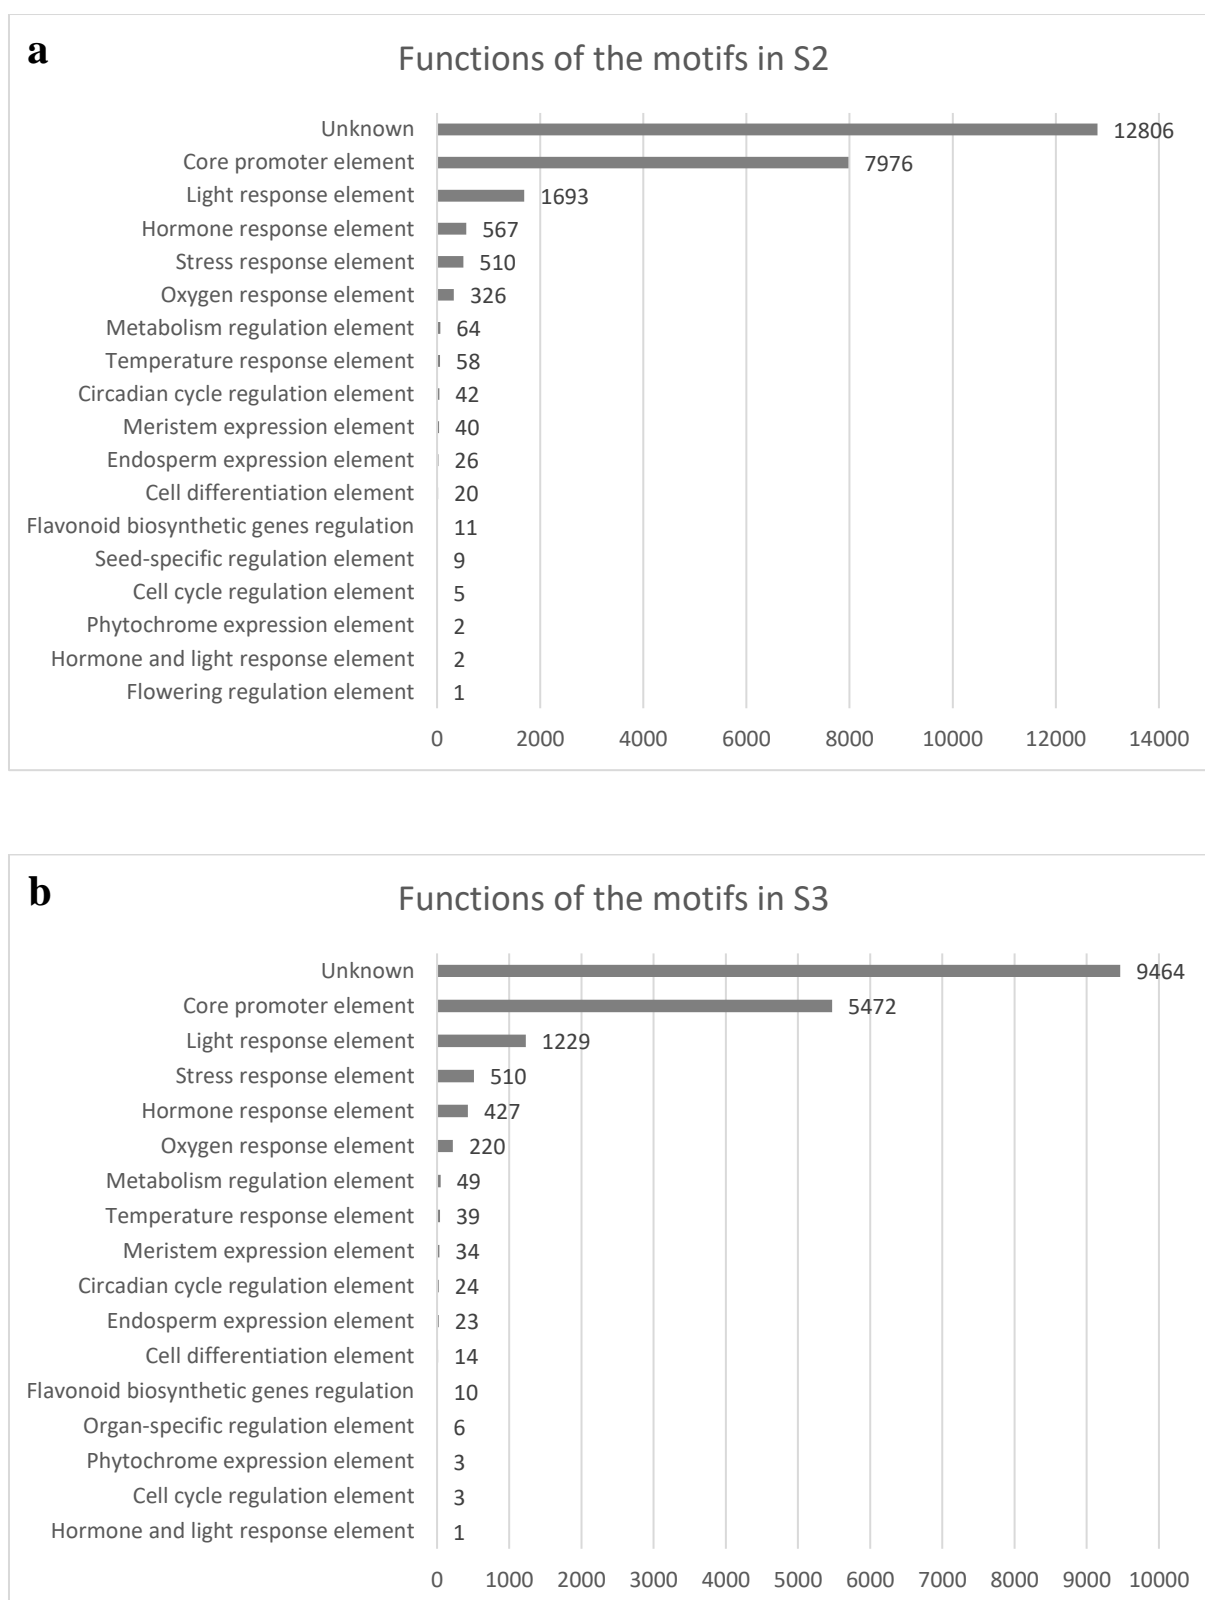 a
Functions of the motifs in S2
Unknown 12806
Core promoter element 7976
Light response element 1693
Hormone response element 567
Stress response element 510
Oxygen response element 326
Metabolism regulation element 64
Temperature response element 58
Circadian cycle regulation element 42
Meristem expression element 40
Endosperm expression element 26
Cell differentiation element 20
Flavonoid biosynthetic genes regulation 11
Seed-specific regulation element 9
Cell cycle regulation element 5
Phytochrome expression element 2
Hormone and light response element 2
Flowering regulation element 1
0 2000 4000 6000 8000 10000 12000 14000
b
Functions of the motifs in S3
Unknown 9464
Core promoter element 5472
Light response element 1229
Stress response element 510
Hormone response element 427
Oxygen response element 220
Metabolism regulation element 49
Temperature response element 39
Meristem expression element 34
Circadian cycle regulation element 24
Endosperm expression element 23
Cell differentiation element 14
Flavonoid biosynthetic genes regulation 10
Organ-specific regulation element 6
Phytochrome expression element 3
Cell cycle regulation element 3
Hormone and light response element 1
0 1000 2000 3000 4000 5000 6000 7000 8000 9000 10000